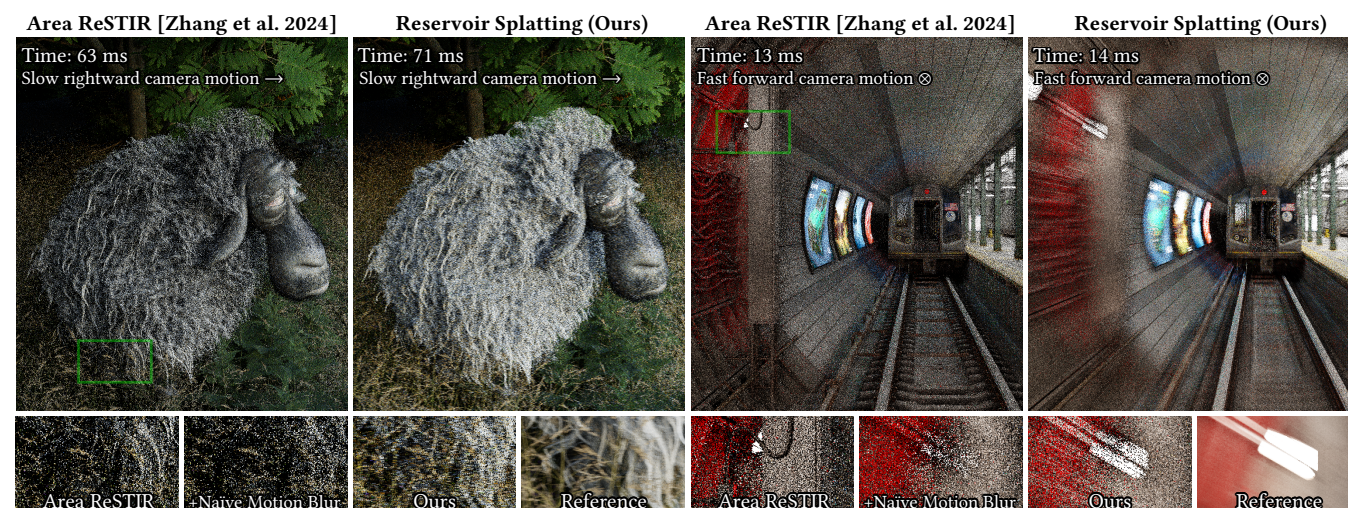 Area ReSTIR [Zhang et al. 2024]
Reservoir Splatting (Ours)
Area ReSTIR [Zhang et al. 2024]
Reservoir Splatting (Ours)
Time: 63 ms
Slow rightward camera motion →
Time: 71 ms
Slow rightward camera motion →
Time: 13 ms
Fast forward camera motion ⊗
Time: 14 ms
Fast forward camera motion ⊗
Area ReSTIR
+Naïve Motion Blur
Ours
Reference
Area ReSTIR
+Naïve Motion Blur
Ours
Reference